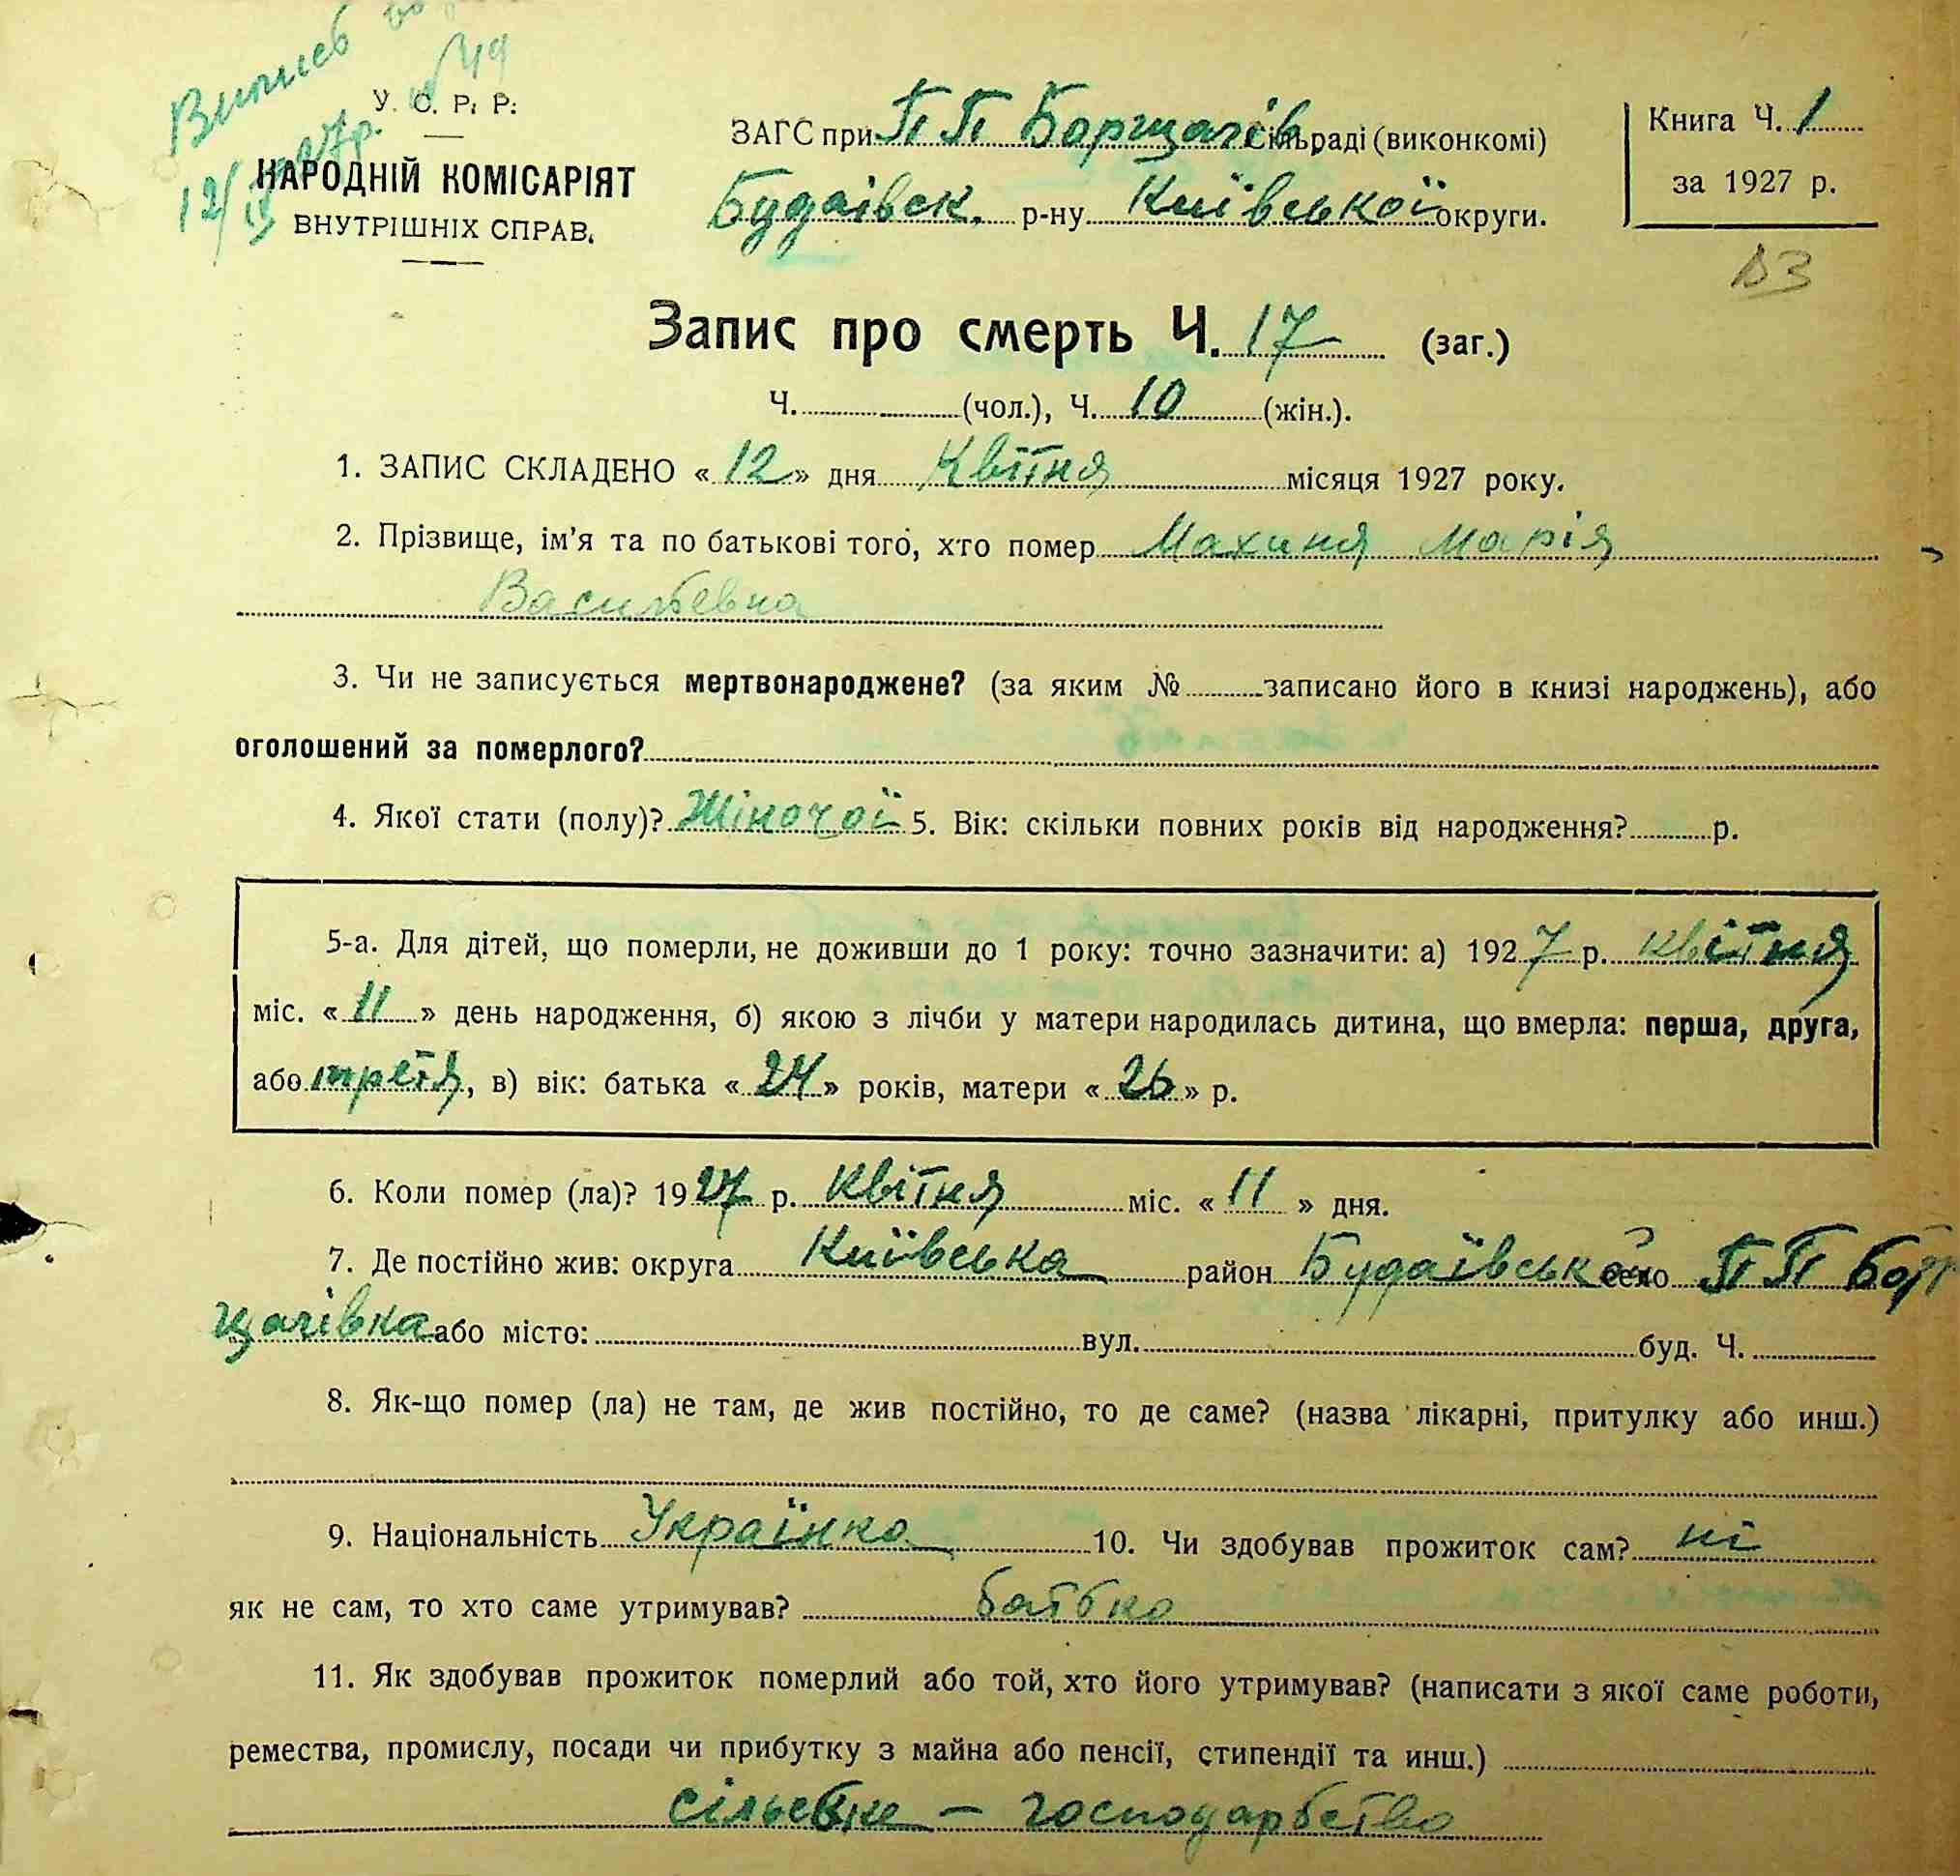 Випись
№ 49
12/IV 27р.
У. С. Р. Р.
НАРОДНІЙ КОМІСАРІЯТ
ВНУТРІШНІХ СПРАВ.
ЗАГС при П П Борщагів сільраді (виконкомі)
Будаівск. р-ну Київської округи.
Книга Ч. 1
за 1927 р.
Запис про смерть Ч. 17 (заг.)
Ч. (чол.), Ч. 10 (жін.).
1. ЗАПИС СКЛАДЕНО « 12 » дня Квітня місяця 1927 року.
2. Прізвище, ім'я та по батькові того, хто помер Махиня Марія
Васильевна
3. Чи не записується мертвонароджене? (за яким № записано його в книзі народжень), або
оголошений за померлого?
4. Якої стати (полу)? Жіночої 5. Вік: скільки повних років від народження? р.
5-а. Для дітей, що померли, не доживши до 1 року: точно зазначити: а) 1927 р. квітня
міс. « 11 » день народження, б) якою з лічби у матери народилась дитина, що вмерла: перша, друга,
або третя, в) вік: батька « 24 » років, матери « 26 » р.
6. Коли помер (ла)? 1927 р. квітня міс. « 11 » дня.
7. Де постійно жив: округа Київська район Будаївськ село П П Бор
щагівка або місто: вул. буд. Ч.
8. Як-що помер (ла) не там, де жив постійно, то де саме? (назва лікарні, притулку або инш.)
9. Національність Українка 10. Чи здобував прожиток сам? ні
як не сам, то хто саме утримував? батько
11. Як здобував прожиток померлий або той, хто його утримував? (написати з якої саме роботи,
ремества, промислу, посади чи прибутку з майна або пенсії, стипендії та инш.)
сільське - господарство